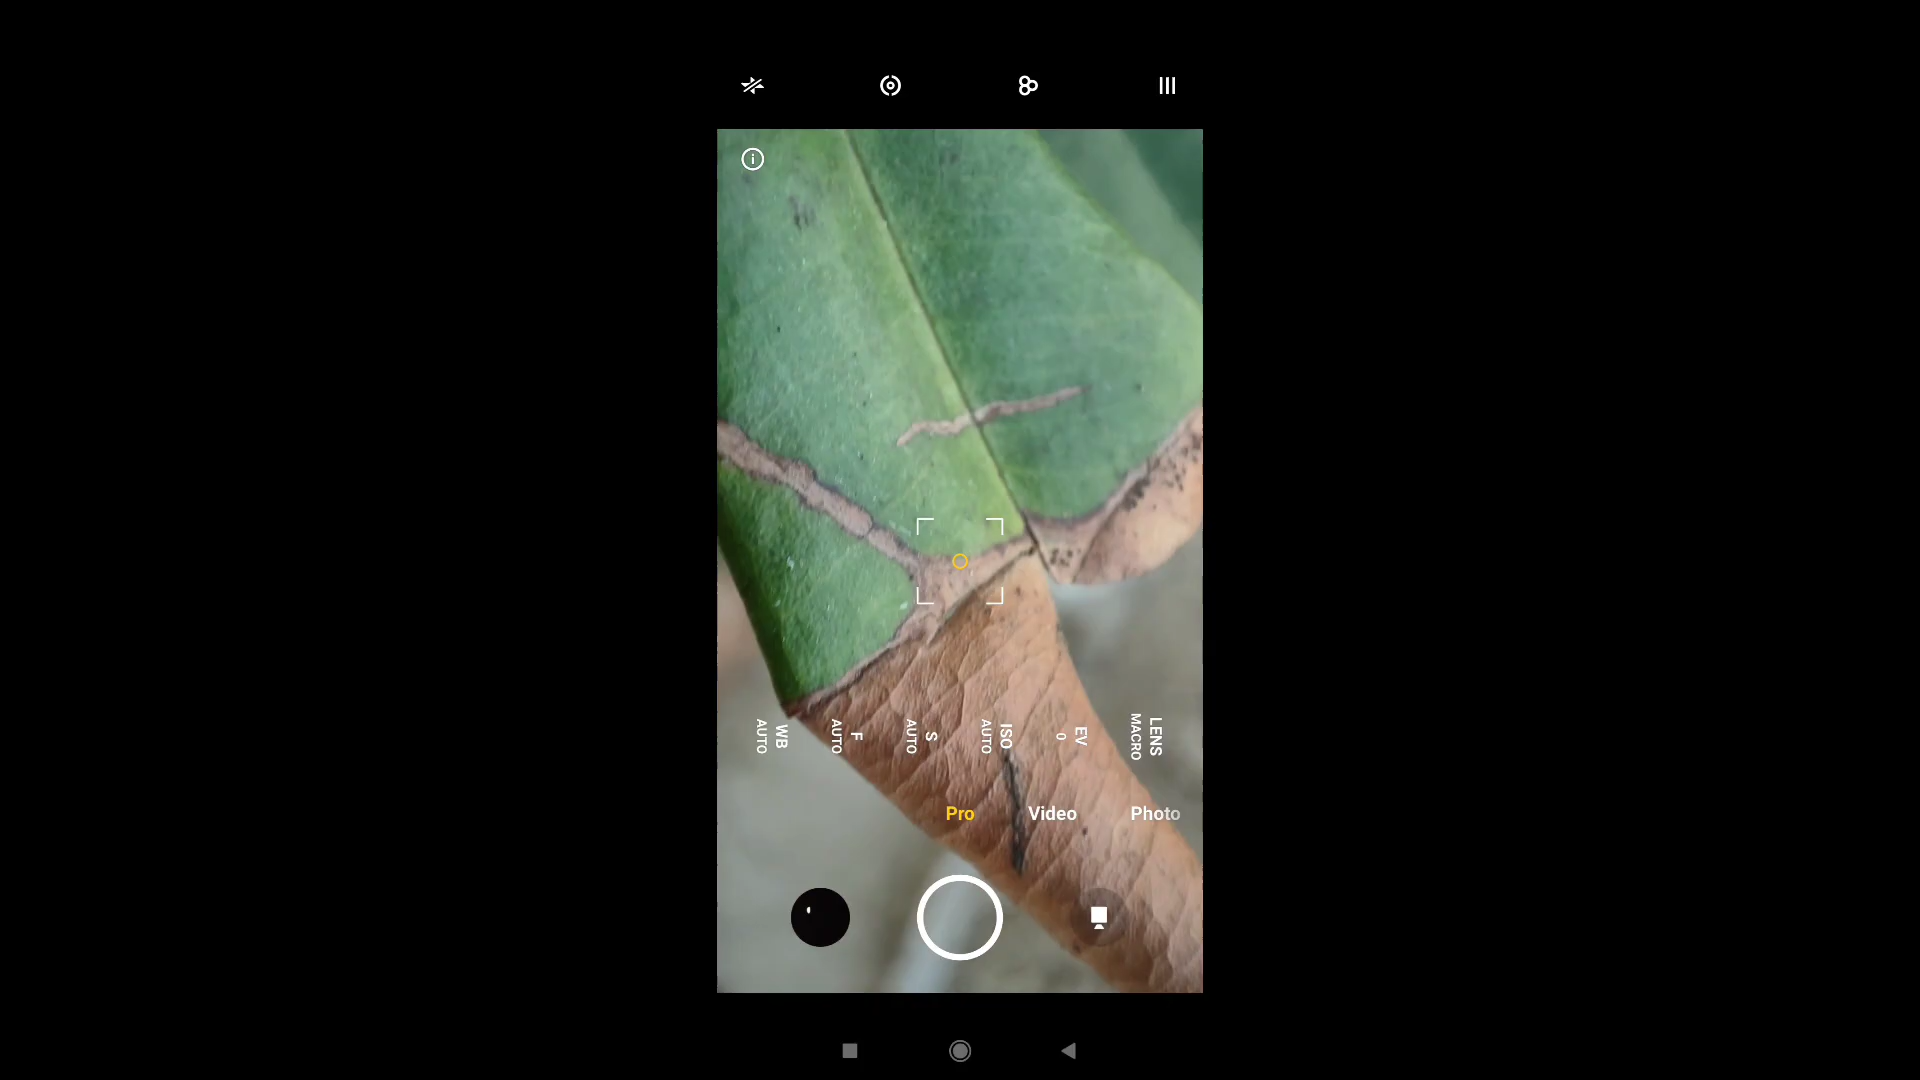 WB
AUTO
F
AUTO
S
AUTO
ISO
AUTO
EV
0
LENS
MACRO
Pro
Video
Photo